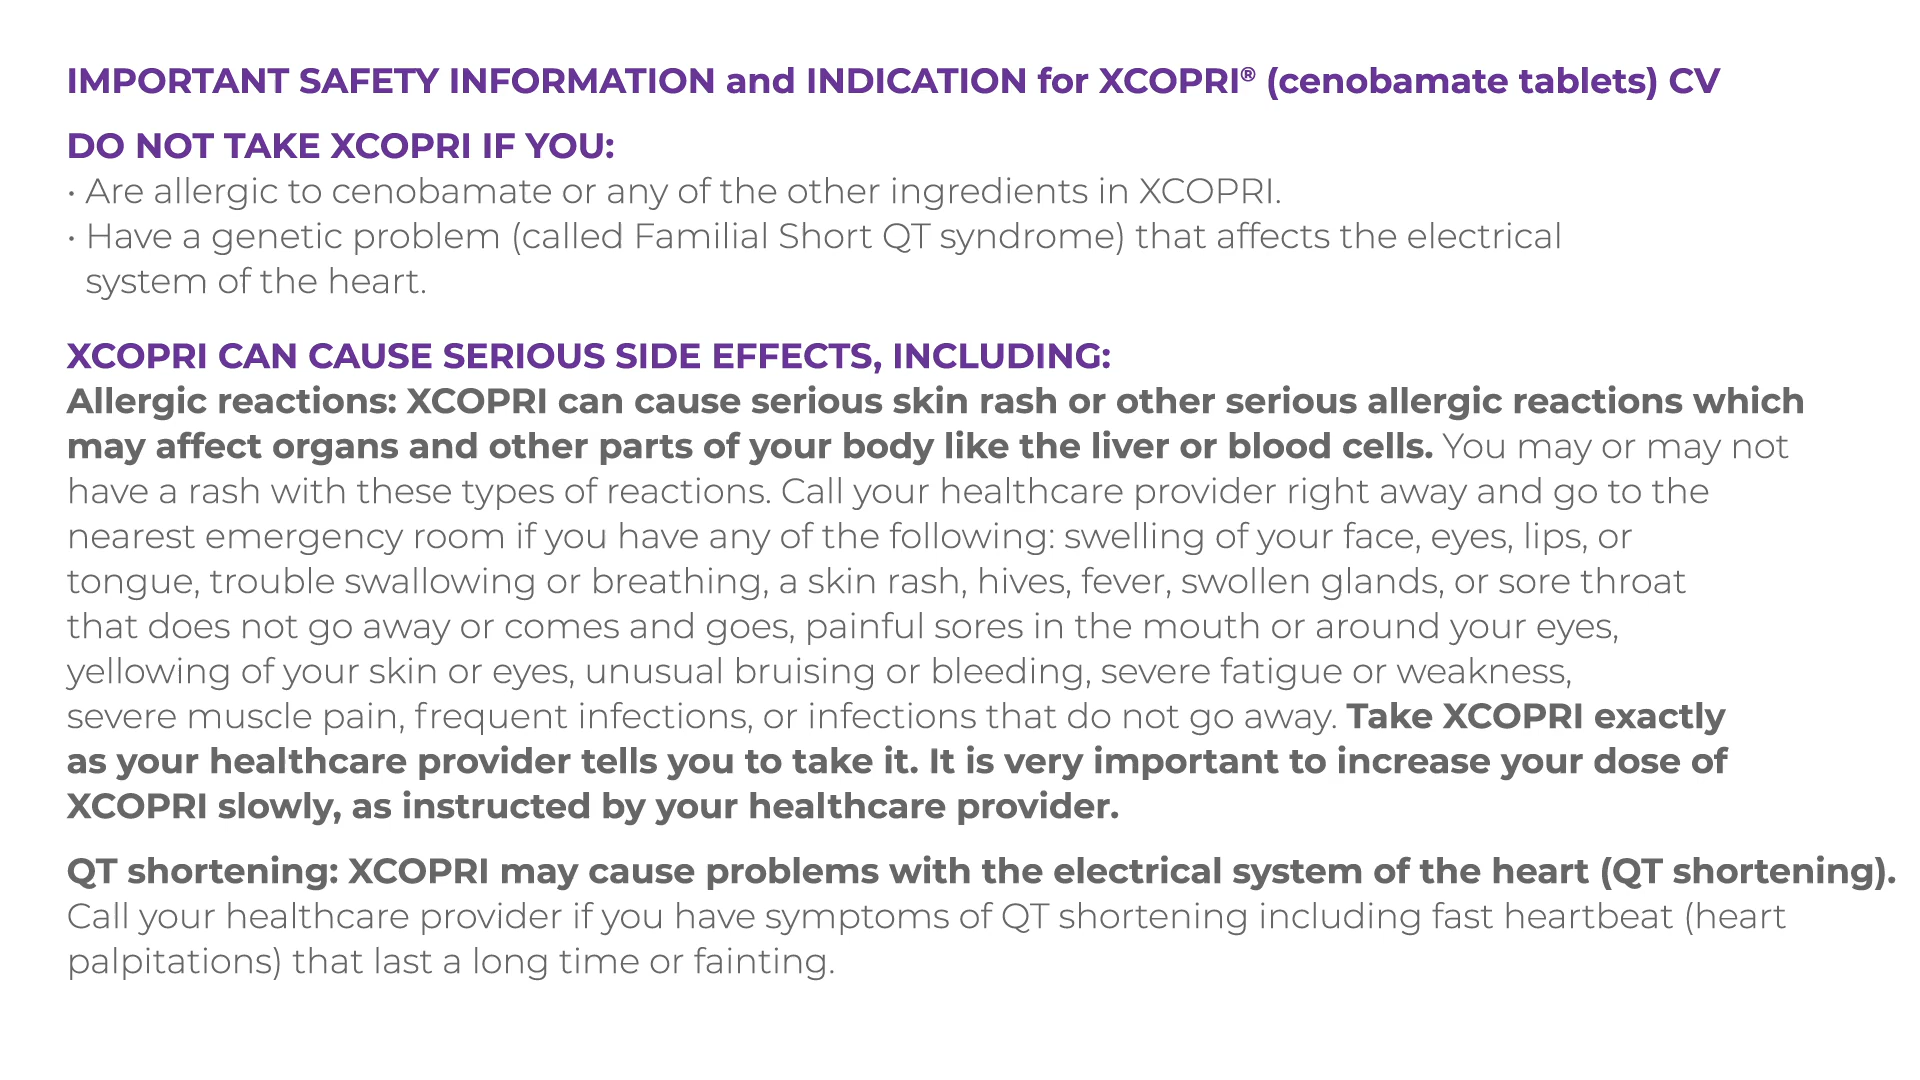 IMPORTANT SAFETY INFORMATION and INDICATION for XCOPRI® (cenobamate tablets) CV
DO NOT TAKE XCOPRI IF YOU:
· Are allergic to cenobamate or any of the other ingredients in XCOPRI.
· Have a genetic problem (called Familial Short QT syndrome) that affects the electrical
system of the heart.
XCOPRI CAN CAUSE SERIOUS SIDE EFFECTS, INCLUDING:
Allergic reactions: XCOPRI can cause serious skin rash or other serious allergic reactions which
may affect organs and other parts of your body like the liver or blood cells. You may or may not
have a rash with these types of reactions. Call your healthcare provider right away and go to the
nearest emergency room if you have any of the following: swelling of your face, eyes, lips, or
tongue, trouble swallowing or breathing, a skin rash, hives, fever, swollen glands, or sore throat
that does not go away or comes and goes, painful sores in the mouth or around your eyes,
yellowing of your skin or eyes, unusual bruising or bleeding, severe fatigue or weakness,
severe muscle pain, frequent infections, or infections that do not go away. Take XCOPRI exactly
as your healthcare provider tells you to take it. It is very important to increase your dose of
XCOPRI slowly, as instructed by your healthcare provider.
QT shortening: XCOPRI may cause problems with the electrical system of the heart (QT shortening).
Call your healthcare provider if you have symptoms of QT shortening including fast heartbeat (heart
palpitations) that last a long time or fainting.